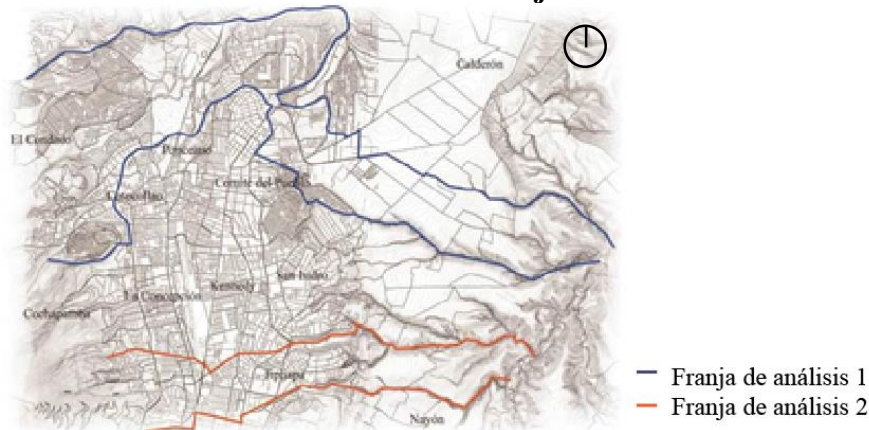 Calderón
El Condado
Ponceano
Comité del Pueblo
Cotocollao
San Isidro
Kennedy
La Concepción
Cochapamba
Jipijapa
Nayón
Franja de análisis 1
Franja de análisis 2